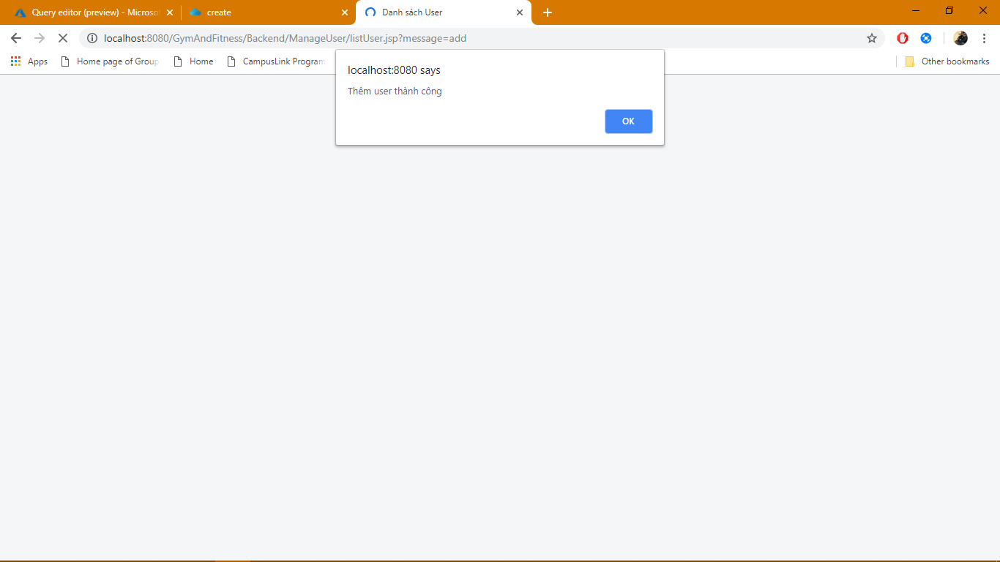 Query editor (preview) - Microso
create
Danash sách User
localhost:8080/GymAndFitness/Backend/ManageUser/listUser.jsp?message=add
Apps
Home page of Group
Home
CampusLink Program
Other bookmarks
localhost:8080 says
Thêm user thành công
OK